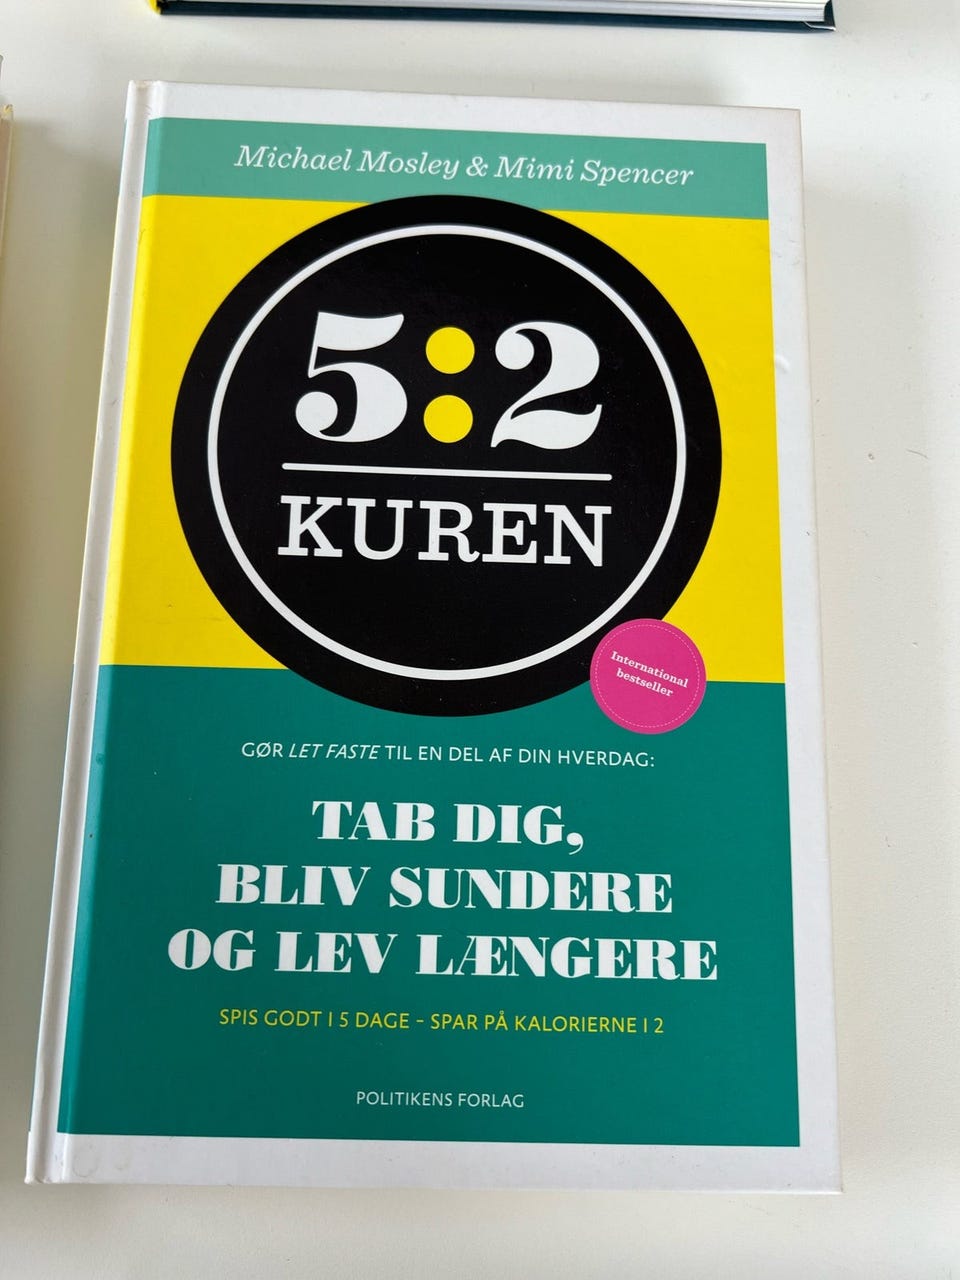 Michael Mosley & Mimi Spencer
5:2
KUREN
International
bestseller
GØR LET FASTE TIL EN DEL AF DIN HVERDAG:
TAB DIG,
BLIV SUNDERE
OG LEV LÆNGERE
SPIS GODT I 5 DAGE – SPAR PÅ KALORIERNE I 2
POLITIKENS FORLAG